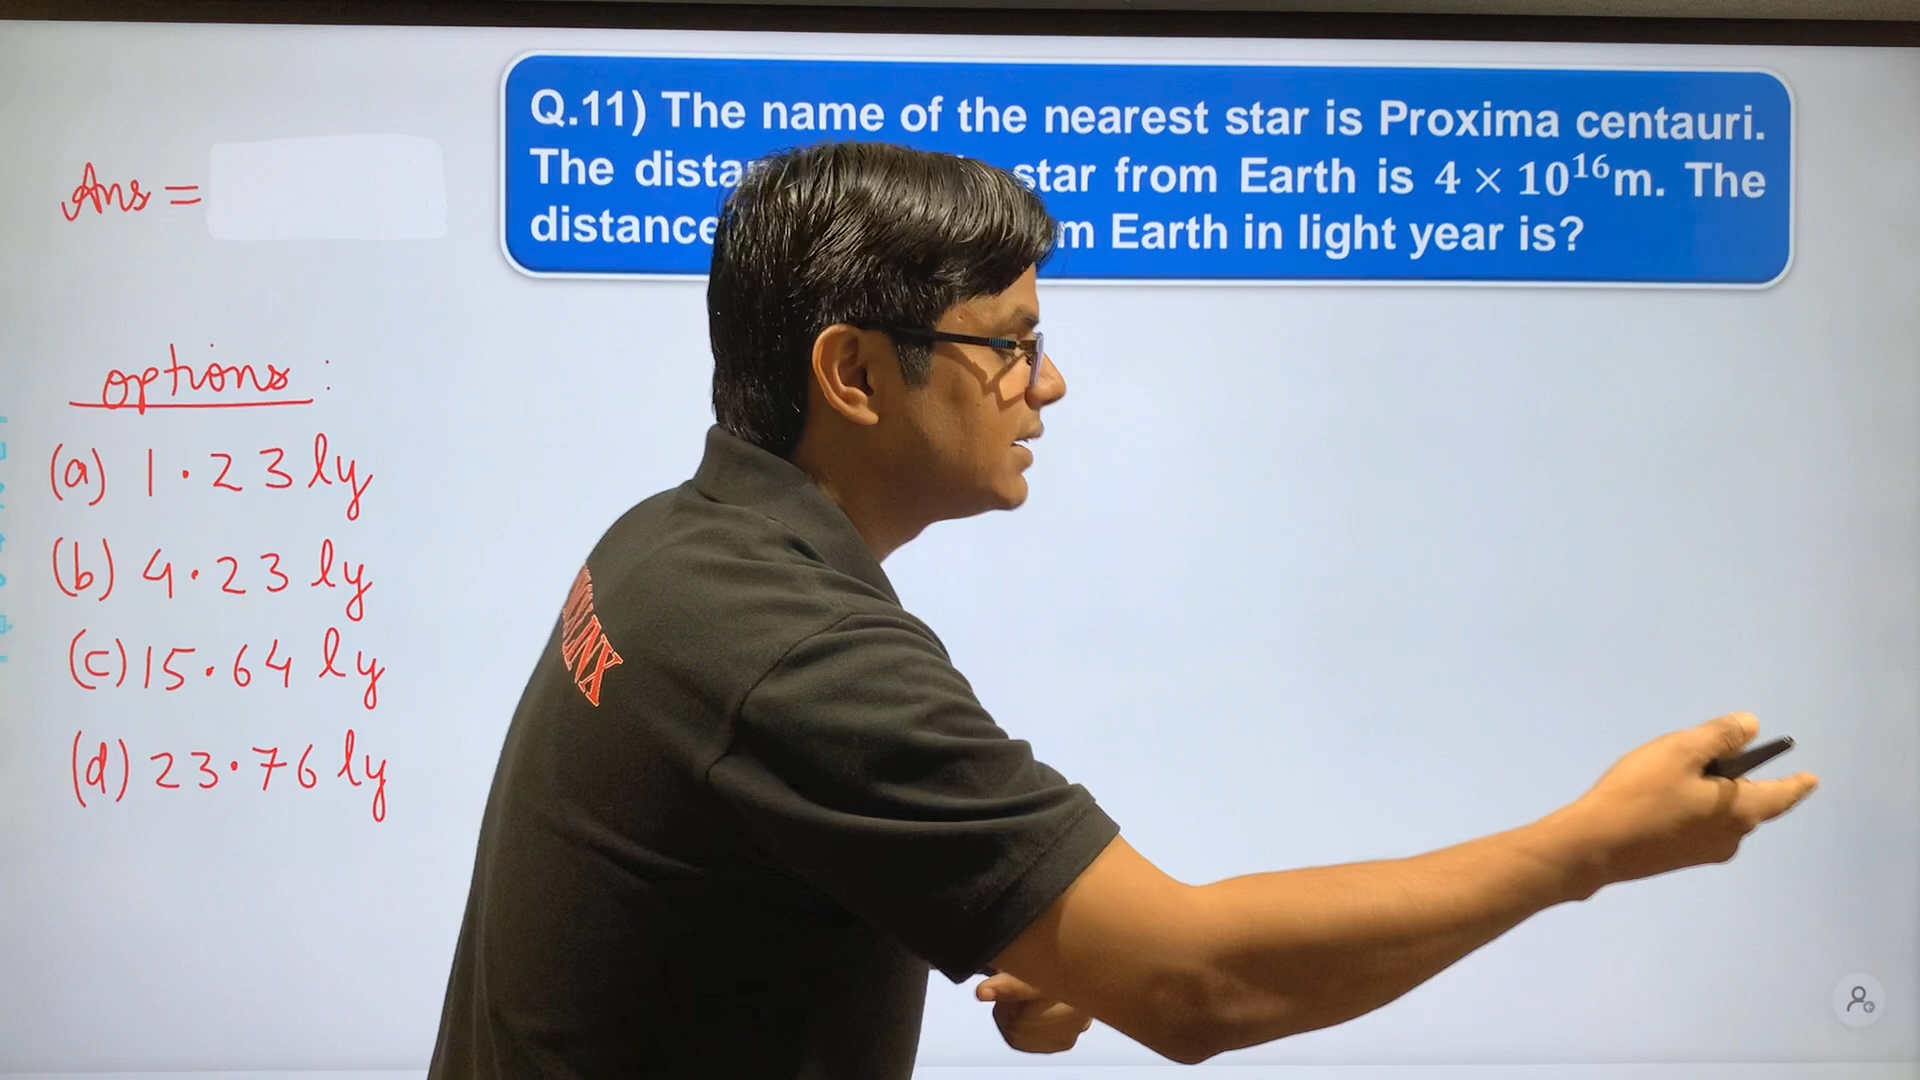 Q.11) The name of the nearest star is Proxima centauri.
The star from Earth is 4 × 10¹⁶m. The
distance Earth in light year is?
Ans =
options :
(a) 1.23 ly
(b) 4.23 ly
(c) 15.64 ly
(d) 23.76 ly